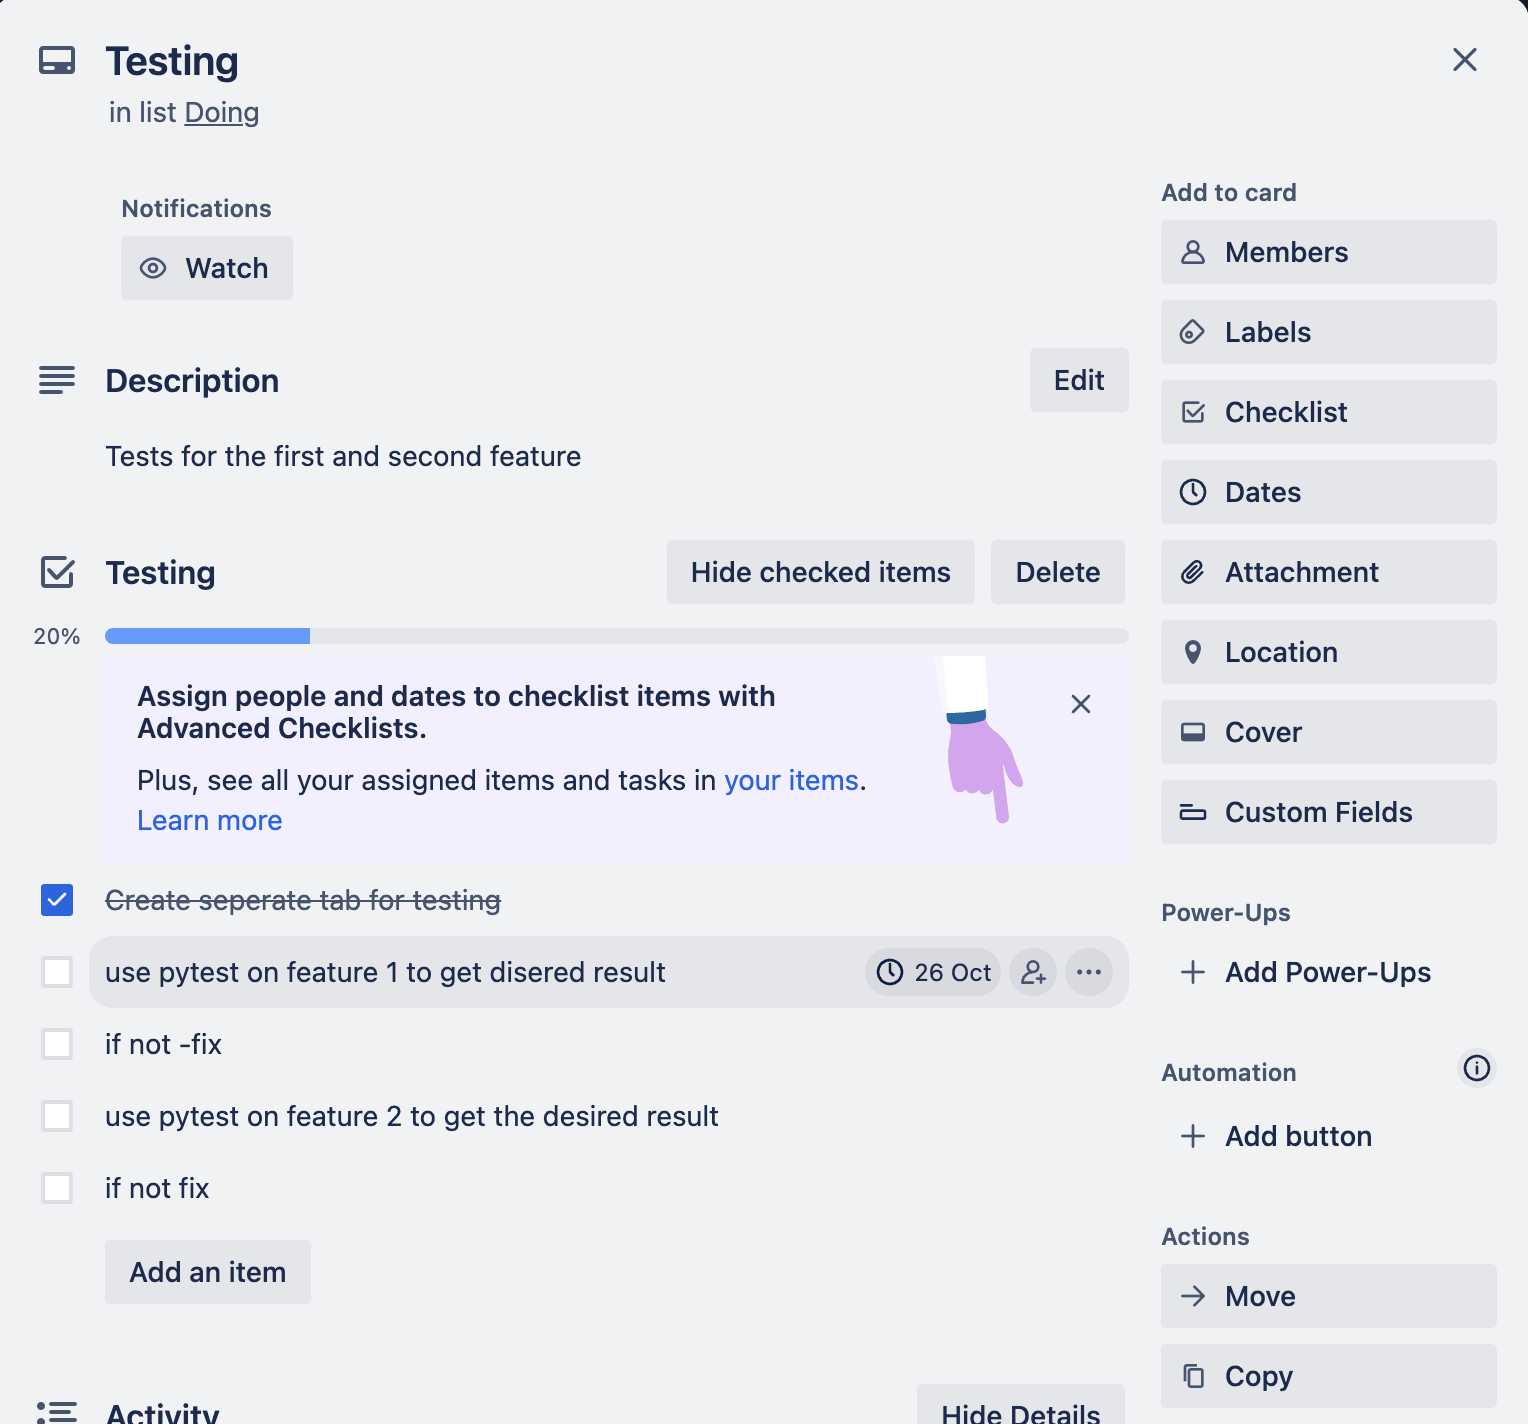 Testing
in list Doing
Notifications
Watch
Description
Edit
Tests for the first and second feature
Testing
Hide checked items
Delete
20%
Assign people and dates to checklist items with
Advanced Checklists.
Plus, see all your assigned items and tasks in your items.
Learn more
Create seperate tab for testing
use pytest on feature 1 to get disered result
26 Oct
if not -fix
use pytest on feature 2 to get the desired result
if not fix
Add an item
Activity
Hide Details
Add to card
Members
Labels
Checklist
Dates
Attachment
Location
Cover
Custom Fields
Power-Ups
Add Power-Ups
Automation
Add button
Actions
Move
Copy